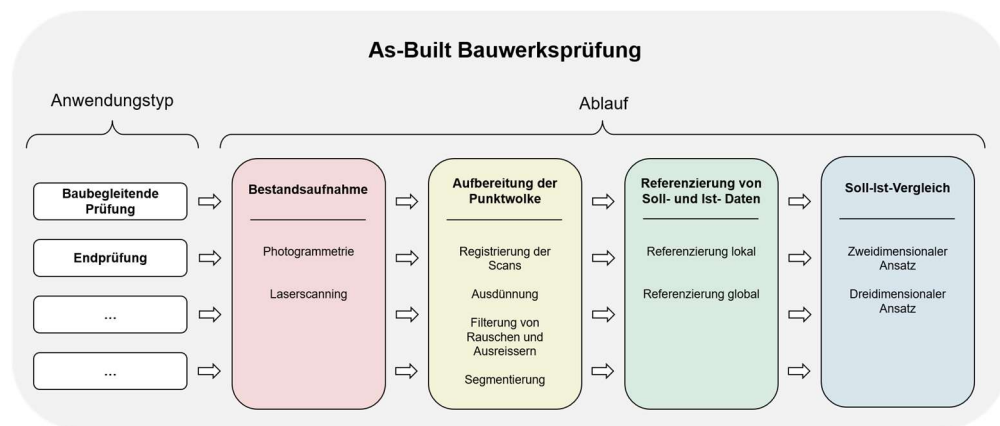 As-Built Bauwerksprüfung
Anwendungstyp
Ablauf
Baubegleitende
Prüfung
Endprüfung
...
...
Bestandsaufnahme
Photogrammetrie
Laserscanning
Aufbereitung der
Punktwolke
Registrierung der
Scans
Ausdünnung
Filterung von
Rauschen und
Ausreissern
Segmentierung
Referenzierung von
Soll- und Ist- Daten
Referenzierung lokal
Referenzierung global
Soll-Ist-Vergleich
Zweidimensionaler
Ansatz
Dreidimensionaler
Ansatz